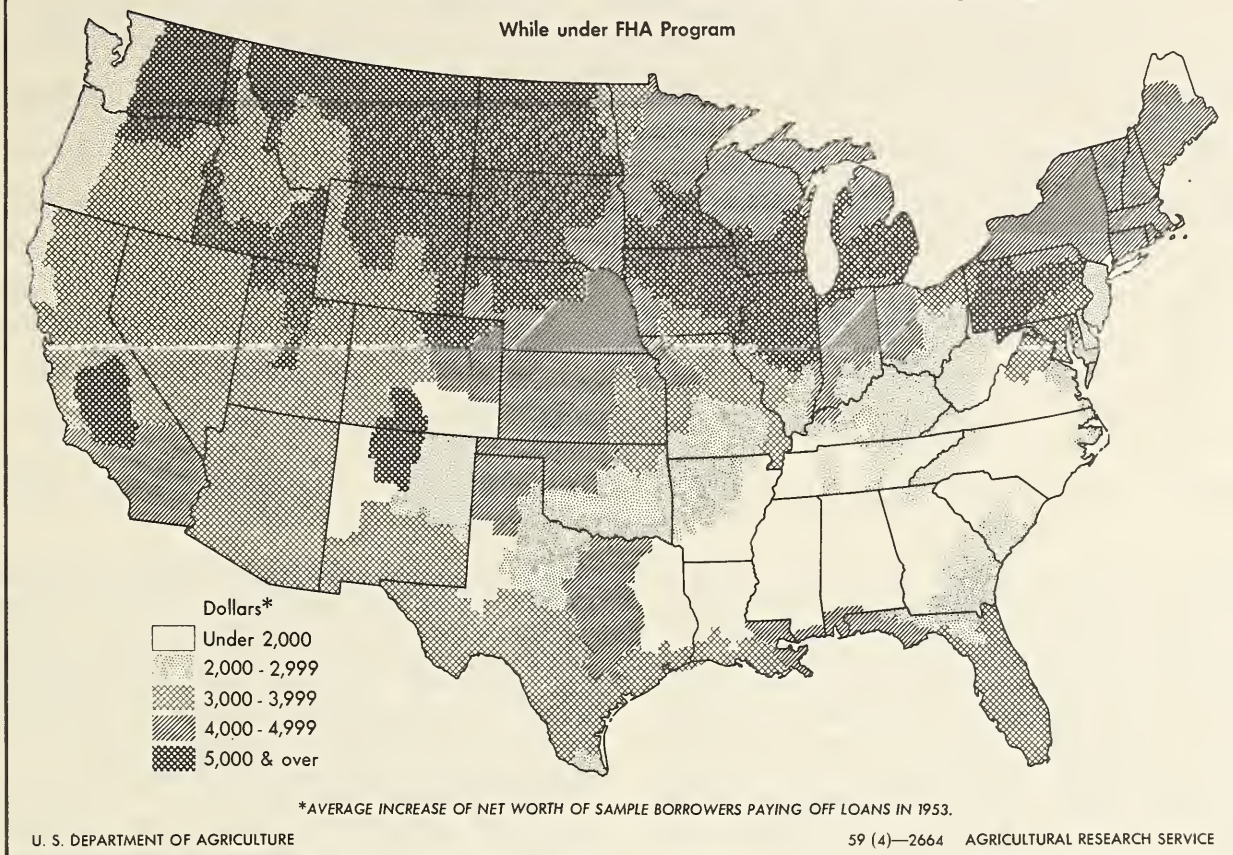 While under FHA Program
Dollars*
Under 2,000
2,000 - 2,999
3,000 - 3,999
4,000 - 4,999
5,000 & over
*AVERAGE INCREASE OF NET WORTH OF SAMPLE BORROWERS PAYING OFF LOANS IN 1953.
U. S. DEPARTMENT OF AGRICULTURE
59 (4)—2664 AGRICULTURAL RESEARCH SERVICE